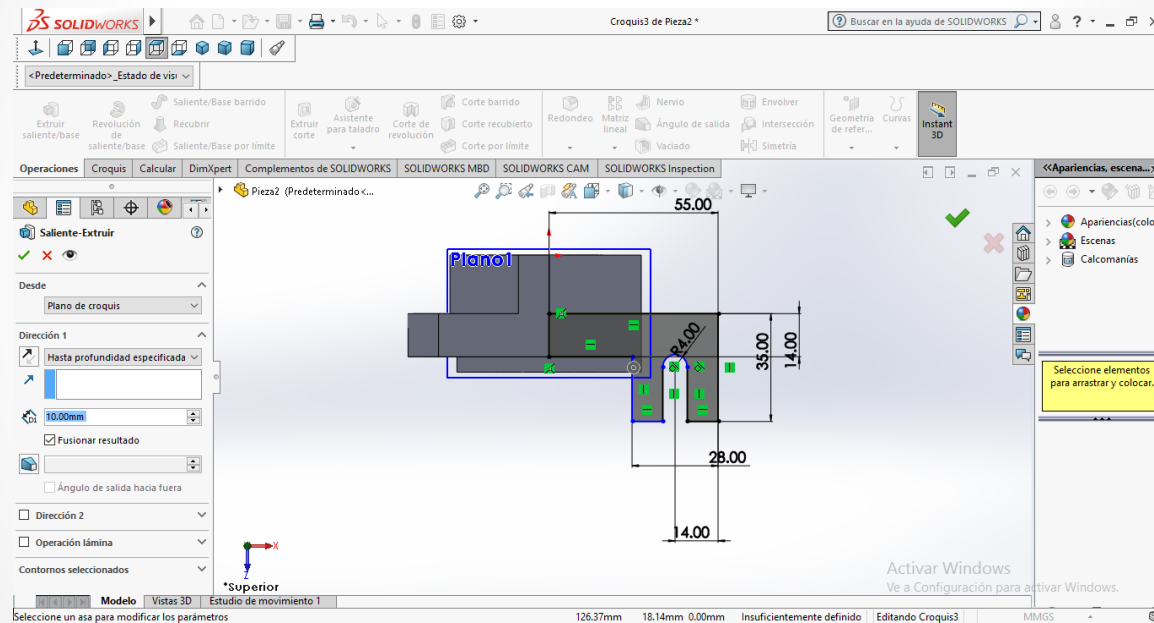 SOLIDWORKS
Croquis3 de Pieza2 *
Buscar en la ayuda de SOLIDWORKS
<Predeterminado>_Estado de visu
Extruir saliente/base
Revolución de saliente/base
Saliente/Base barrido
Recubrir
Saliente/Base por límite
Extruir corte
Asistente para taladro
Corte de revolución
Corte barrido
Corte recubierto
Corte por límite
Redondeo
Matriz lineal
Nervio
Ángulo de salida
Vaciado
Envolver
Intersección
Simetría
Geometría de refer...
Curvas
Instant 3D
Operaciones Croquis Calcular DimXpert Complementos de SOLIDWORKS SOLIDWORKS MBD SOLIDWORKS CAM SOLIDWORKS Inspection
Pieza2 (Predeterminado<...
Saliente-Extruir
Desde
Plano de croquis
Dirección 1
Hasta profundidad especificada
D1
10.00mm
Fusionar resultado
Ángulo de salida hacia fuera
Dirección 2
Operación lámina
Contornos seleccionados
Plano1
55.00
R4.00
35.00
14.00
28.00
14.00
X
Z
*Superior
<<Apariencias, escena...
Apariencias(colo
Escenas
Calcomanías
Seleccione elementos
para arrastrar y colocar.
Activar Windows
Ve a Configuración para activar Windows.
Modelo Vistas 3D Estudio de movimiento 1
Seleccione un asa para modificar los parámetros
126.37mm 18.14mm 0.00mm Insuficientemente definido Editando Croquis3 MMGS